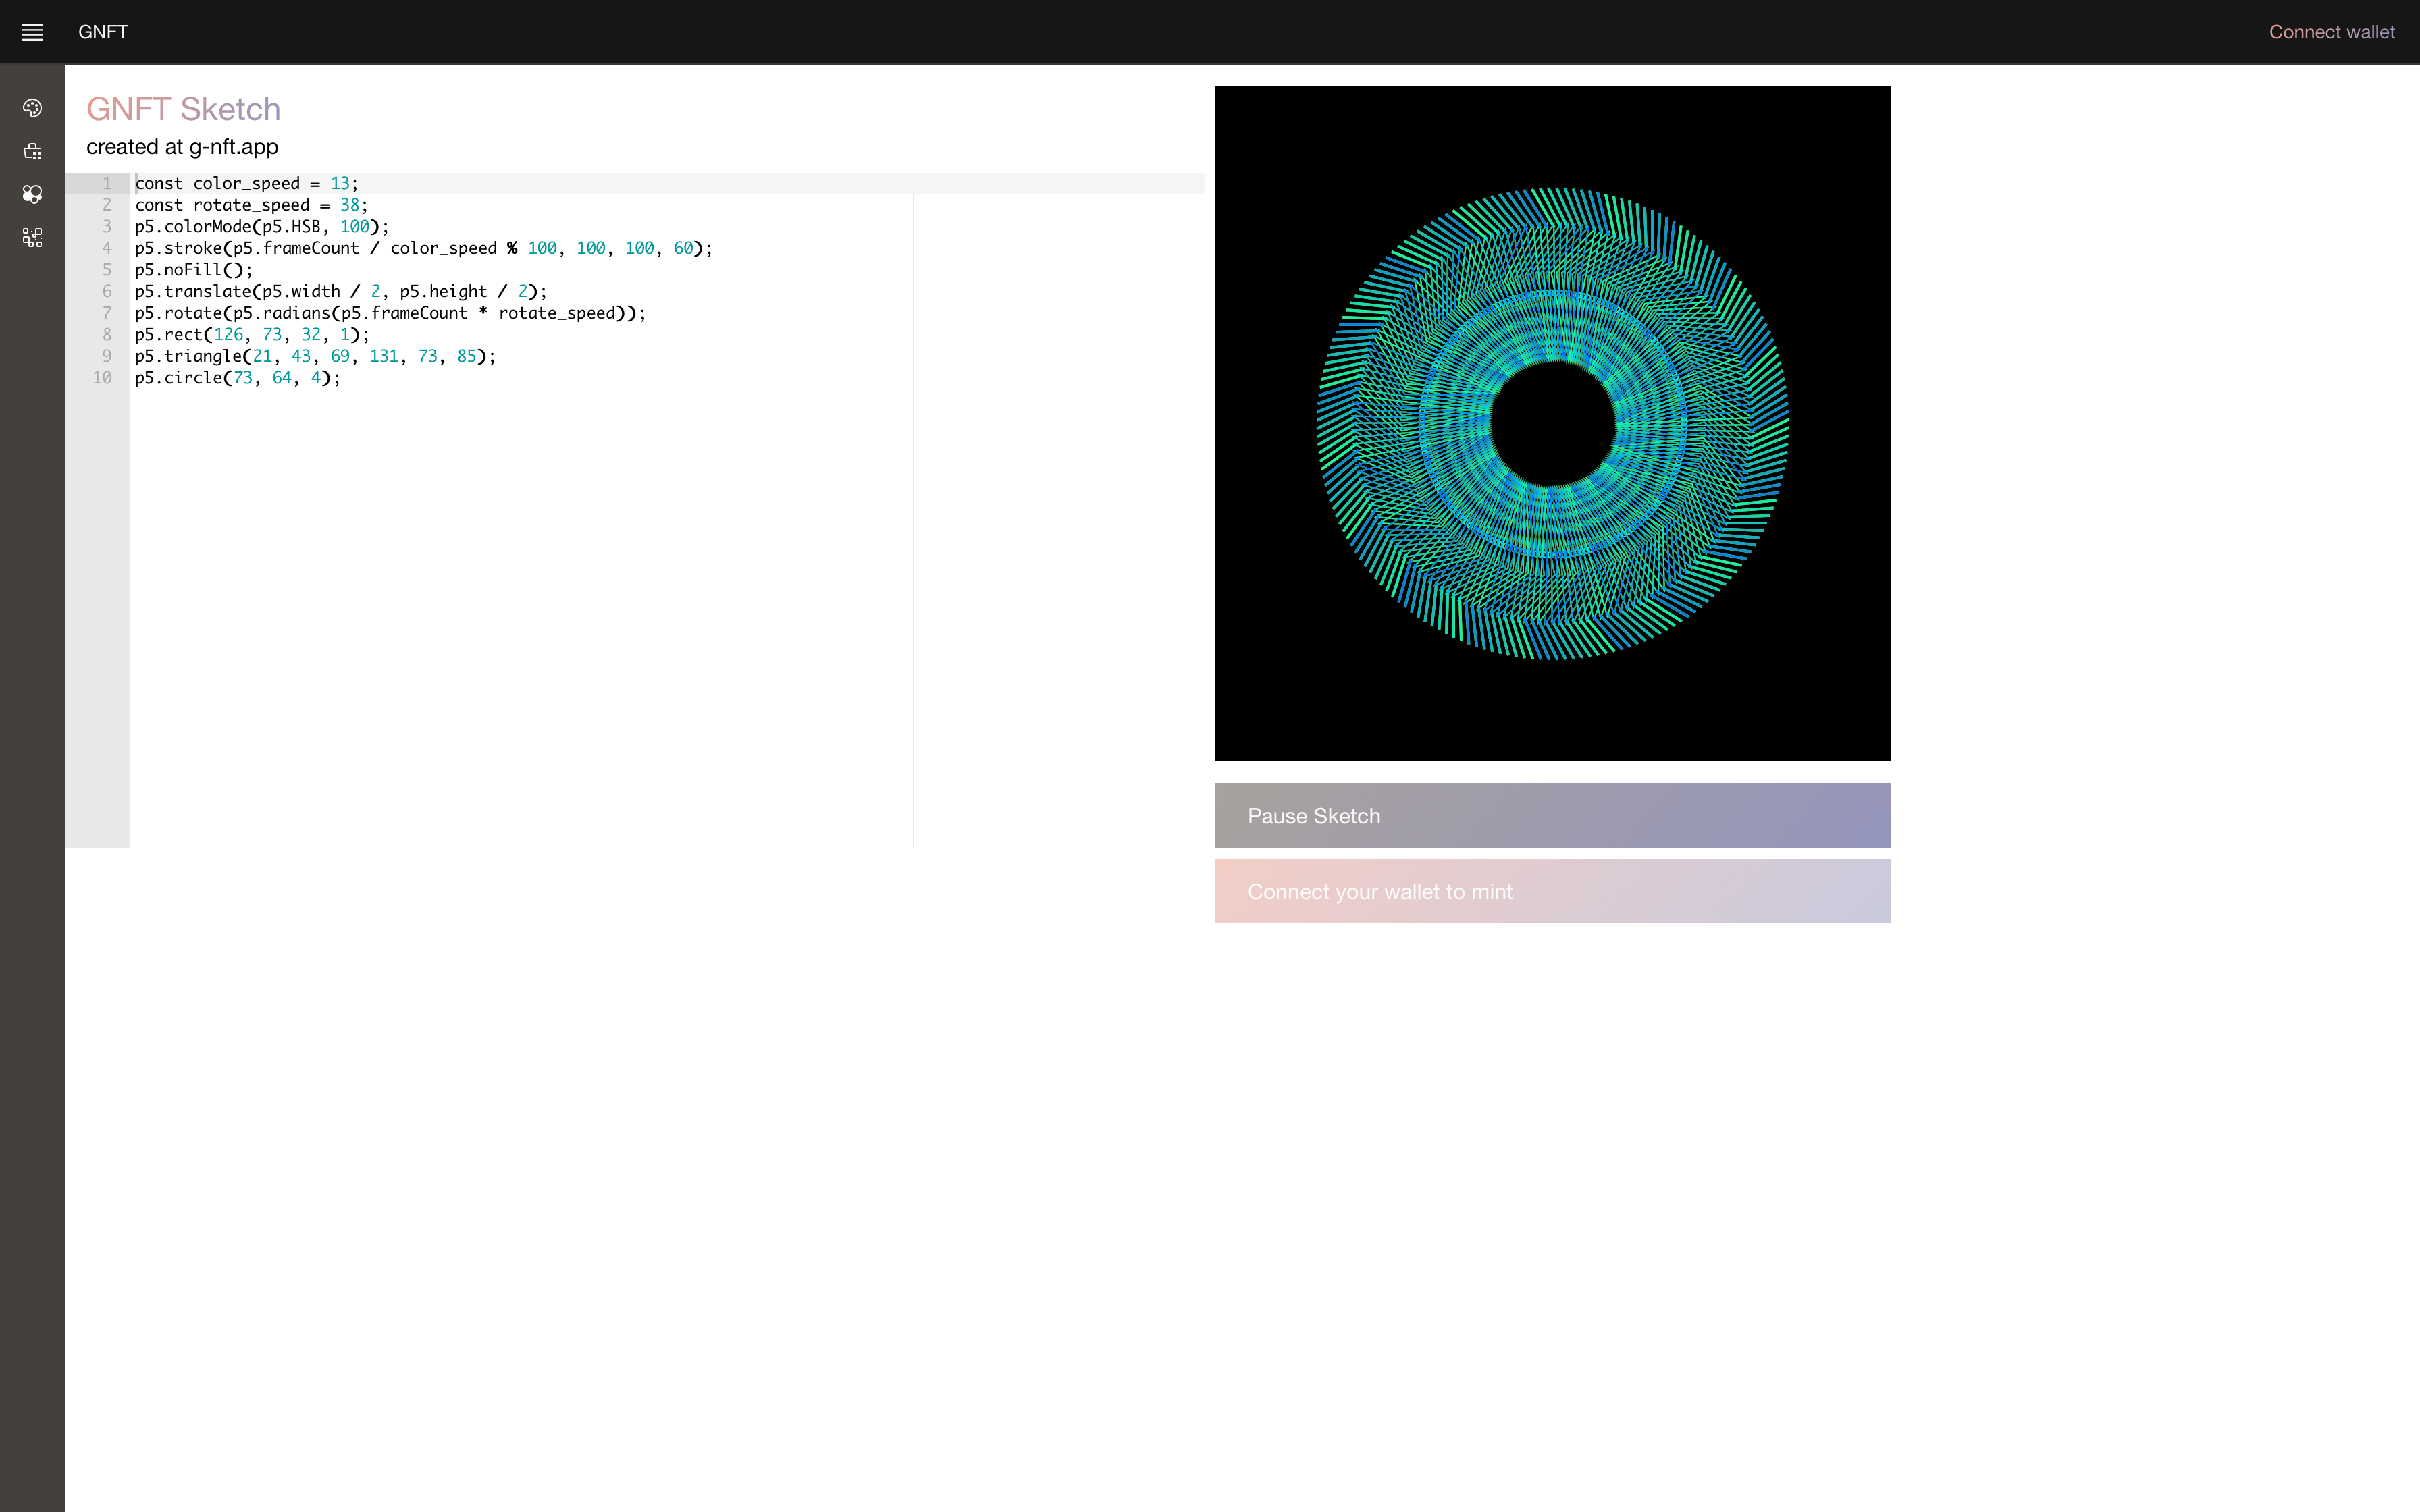 GNFT
Connect wallet
GNFT Sketch
created at g-nft.app
1 const color_speed = 13;
2 const rotate_speed = 38;
3 p5.colorMode(p5.HSB, 100);
4 p5.stroke(p5.frameCount / color_speed % 100, 100, 100, 60);
5 p5.noFill();
6 p5.translate(p5.width / 2, p5.height / 2);
7 p5.rotate(p5.radians(p5.frameCount * rotate_speed));
8 p5.rect(126, 73, 32, 1);
9 p5.triangle(21, 43, 69, 131, 73, 85);
10 p5.circle(73, 64, 4);
Pause Sketch
Connect your wallet to mint